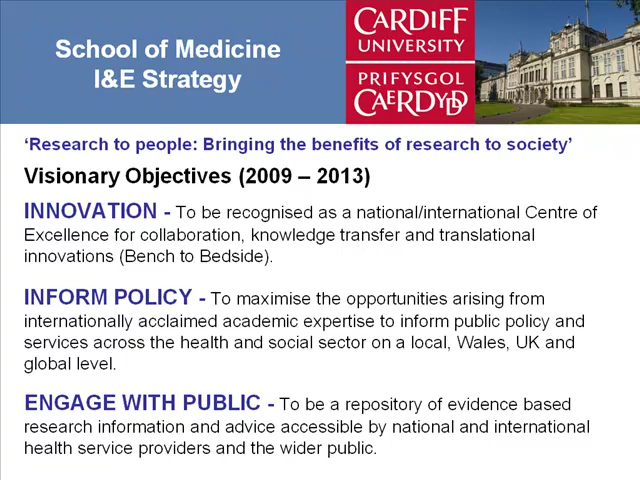 School of Medicine
I&E Strategy
CARDIFF
UNIVERSITY
PRIFYSGOL
CAERDYDD
‘Research to people: Bringing the benefits of research to society’
Visionary Objectives (2009 – 2013)
INNOVATION - To be recognised as a national/international Centre of
Excellence for collaboration, knowledge transfer and translational
innovations (Bench to Bedside).
INFORM POLICY - To maximise the opportunities arising from
internationally acclaimed academic expertise to inform public policy and
services across the health and social sector on a local, Wales, UK and
global level.
ENGAGE WITH PUBLIC - To be a repository of evidence based
research information and advice accessible by national and international
health service providers and the wider public.